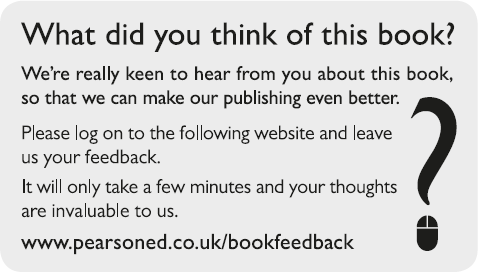 What did you think of this book?
We're really keen to hear from you about this book,
so that we can make our publishing even better.
Please log on to the following website and leave
us your feedback.
It will only take a few minutes and your thoughts
are invaluable to us.
www.pearsoned.co.uk/bookfeedback